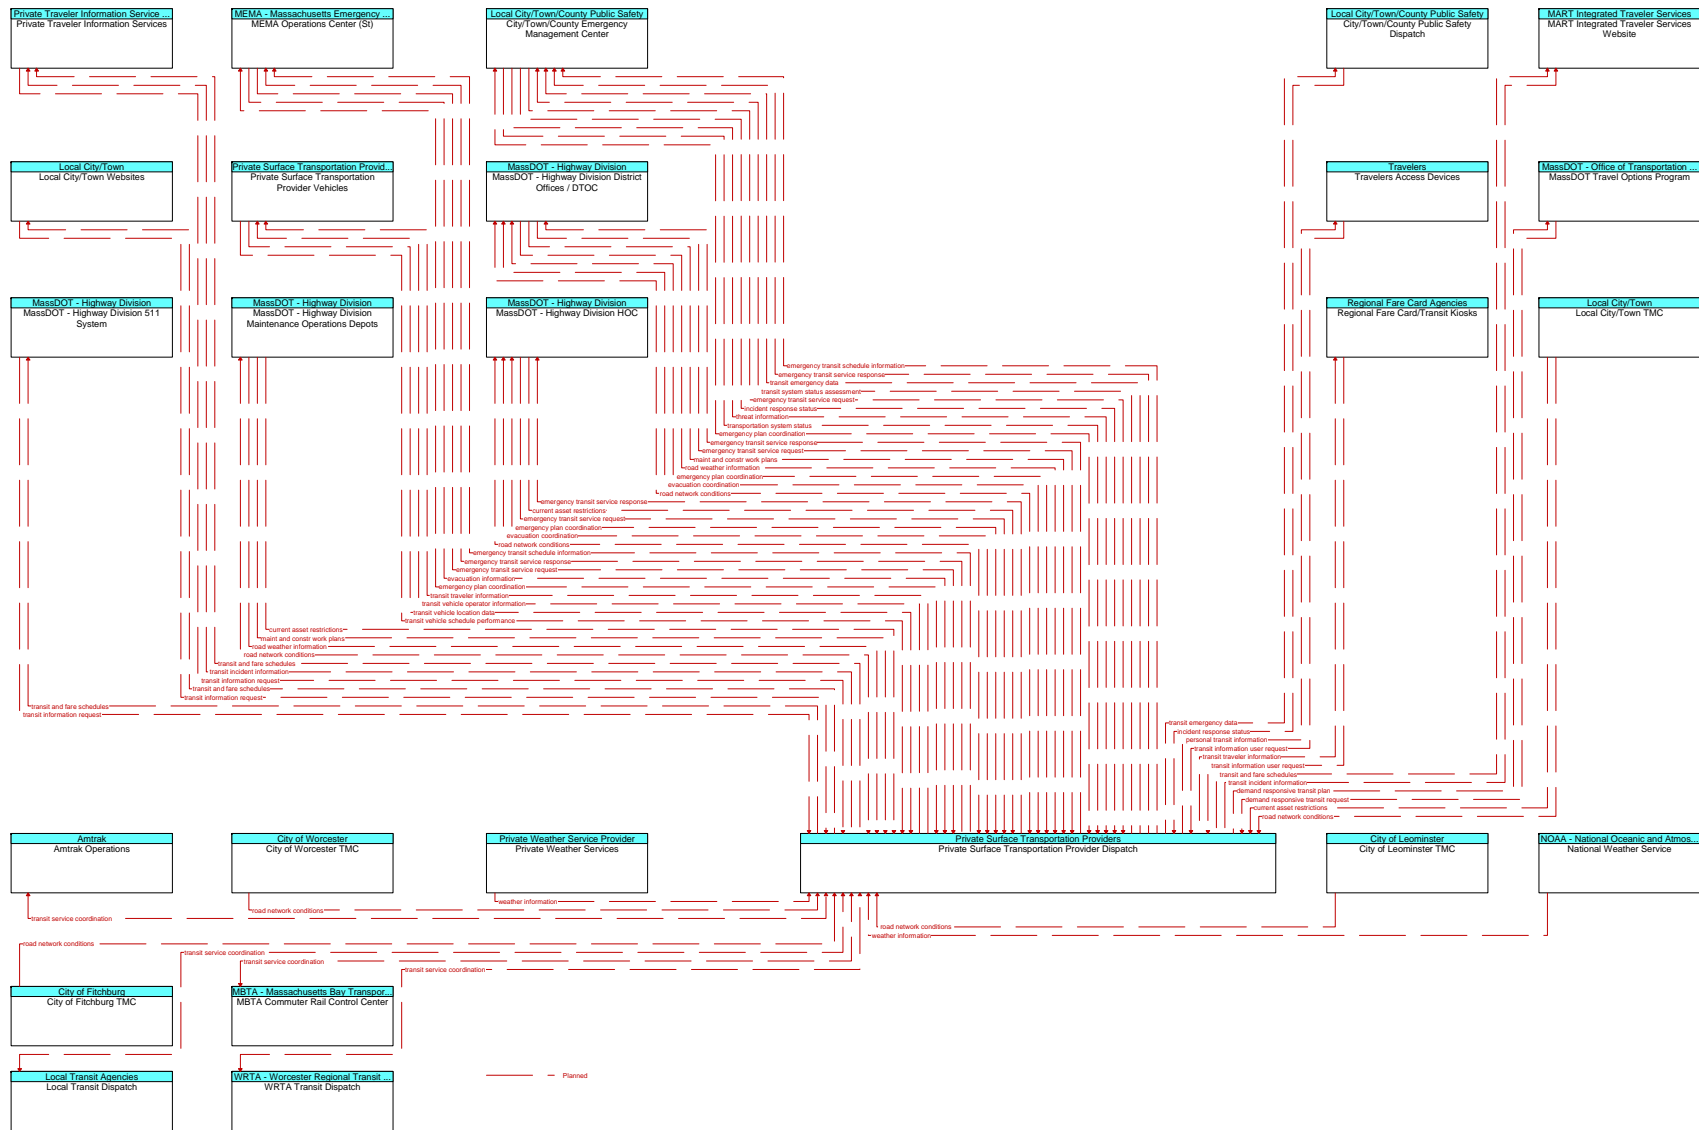 Private Traveler Information Service ...
Private Traveler Information Services
MEMA - Massachusetts Emergency ...
MEMA Operations Center (St)
Local City/Town/County Public Safety
City/Town/County Emergency
Management Center
Local City/Town/County Public Safety
City/Town/County Public Safety
Dispatch
MART Integrated Traveler Services
MART Integrated Traveler Services
Website
Local City/Town
Local City/Town Websites
Private Surface Transportation Provid...
Private Surface Transportation
Provider Vehicles
MassDOT - Highway Division
MassDOT - Highway Division District
Offices / DTOC
Travelers
Travelers Access Devices
MassDOT - Office of Transportation ...
MassDOT Travel Options Program
MassDOT - Highway Division
MassDOT - Highway Division 511
System
MassDOT - Highway Division
Maintenance Operations Depots
MassDOT - Highway Division
MassDOT - Highway Division HOC
Regional Fare Card Agencies
Regional Fare Card/Transit Kiosks
Local City/Town
Local City/Town TMC
emergency transit schedule information
emergency transit service response
transit emergency data
transit system status assessment
emergency transit service request
incident response status
threat information
transportation system status
emergency plan coordination
emergency transit service response
emergency transit service request
maint and constr work plans
road weather information
emergency plan coordination
evacuation coordination
road network conditions
emergency transit service response
current asset restrictions
emergency transit service request
emergency plan coordination
evacuation coordination
road network conditions
emergency transit schedule information
emergency transit service response
emergency transit service request
evacuation information
emergency plan coordination
transit traveler information
transit vehicle operator information
transit vehicle location data
transit vehicle schedule performance
current asset restrictions
maint and constr work plans
road weather information
road network conditions
transit and fare schedules
transit incident information
transit information request
transit and fare schedules
transit information request
transit and fare schedules
transit information request
transit emergency data
incident response status
personal transit information
transit information user request
transit traveler information
transit information user request
transit and fare schedules
transit incident information
demand responsive transit plan
demand responsive transit request
current asset restrictions
road network conditions
Amtrak
Amtrak Operations
City of Worcester
City of Worcester TMC
Private Weather Service Provider
Private Weather Services
Private Surface Transportation Providers
Private Surface Transportation Provider Dispatch
City of Leominster
City of Leominster TMC
NOAA - National Oceanic and Atmos...
National Weather Service
weather information
road network conditions
transit service coordination
road network conditions
weather information
road network conditions
transit service coordination
transit service coordination
transit service coordination
City of Fitchburg
City of Fitchburg TMC
MBTA - Massachusetts Bay Transpor...
MBTA Commuter Rail Control Center
Local Transit Agencies
Local Transit Dispatch
WRTA - Worcester Regional Transit ...
WRTA Transit Dispatch
Planned